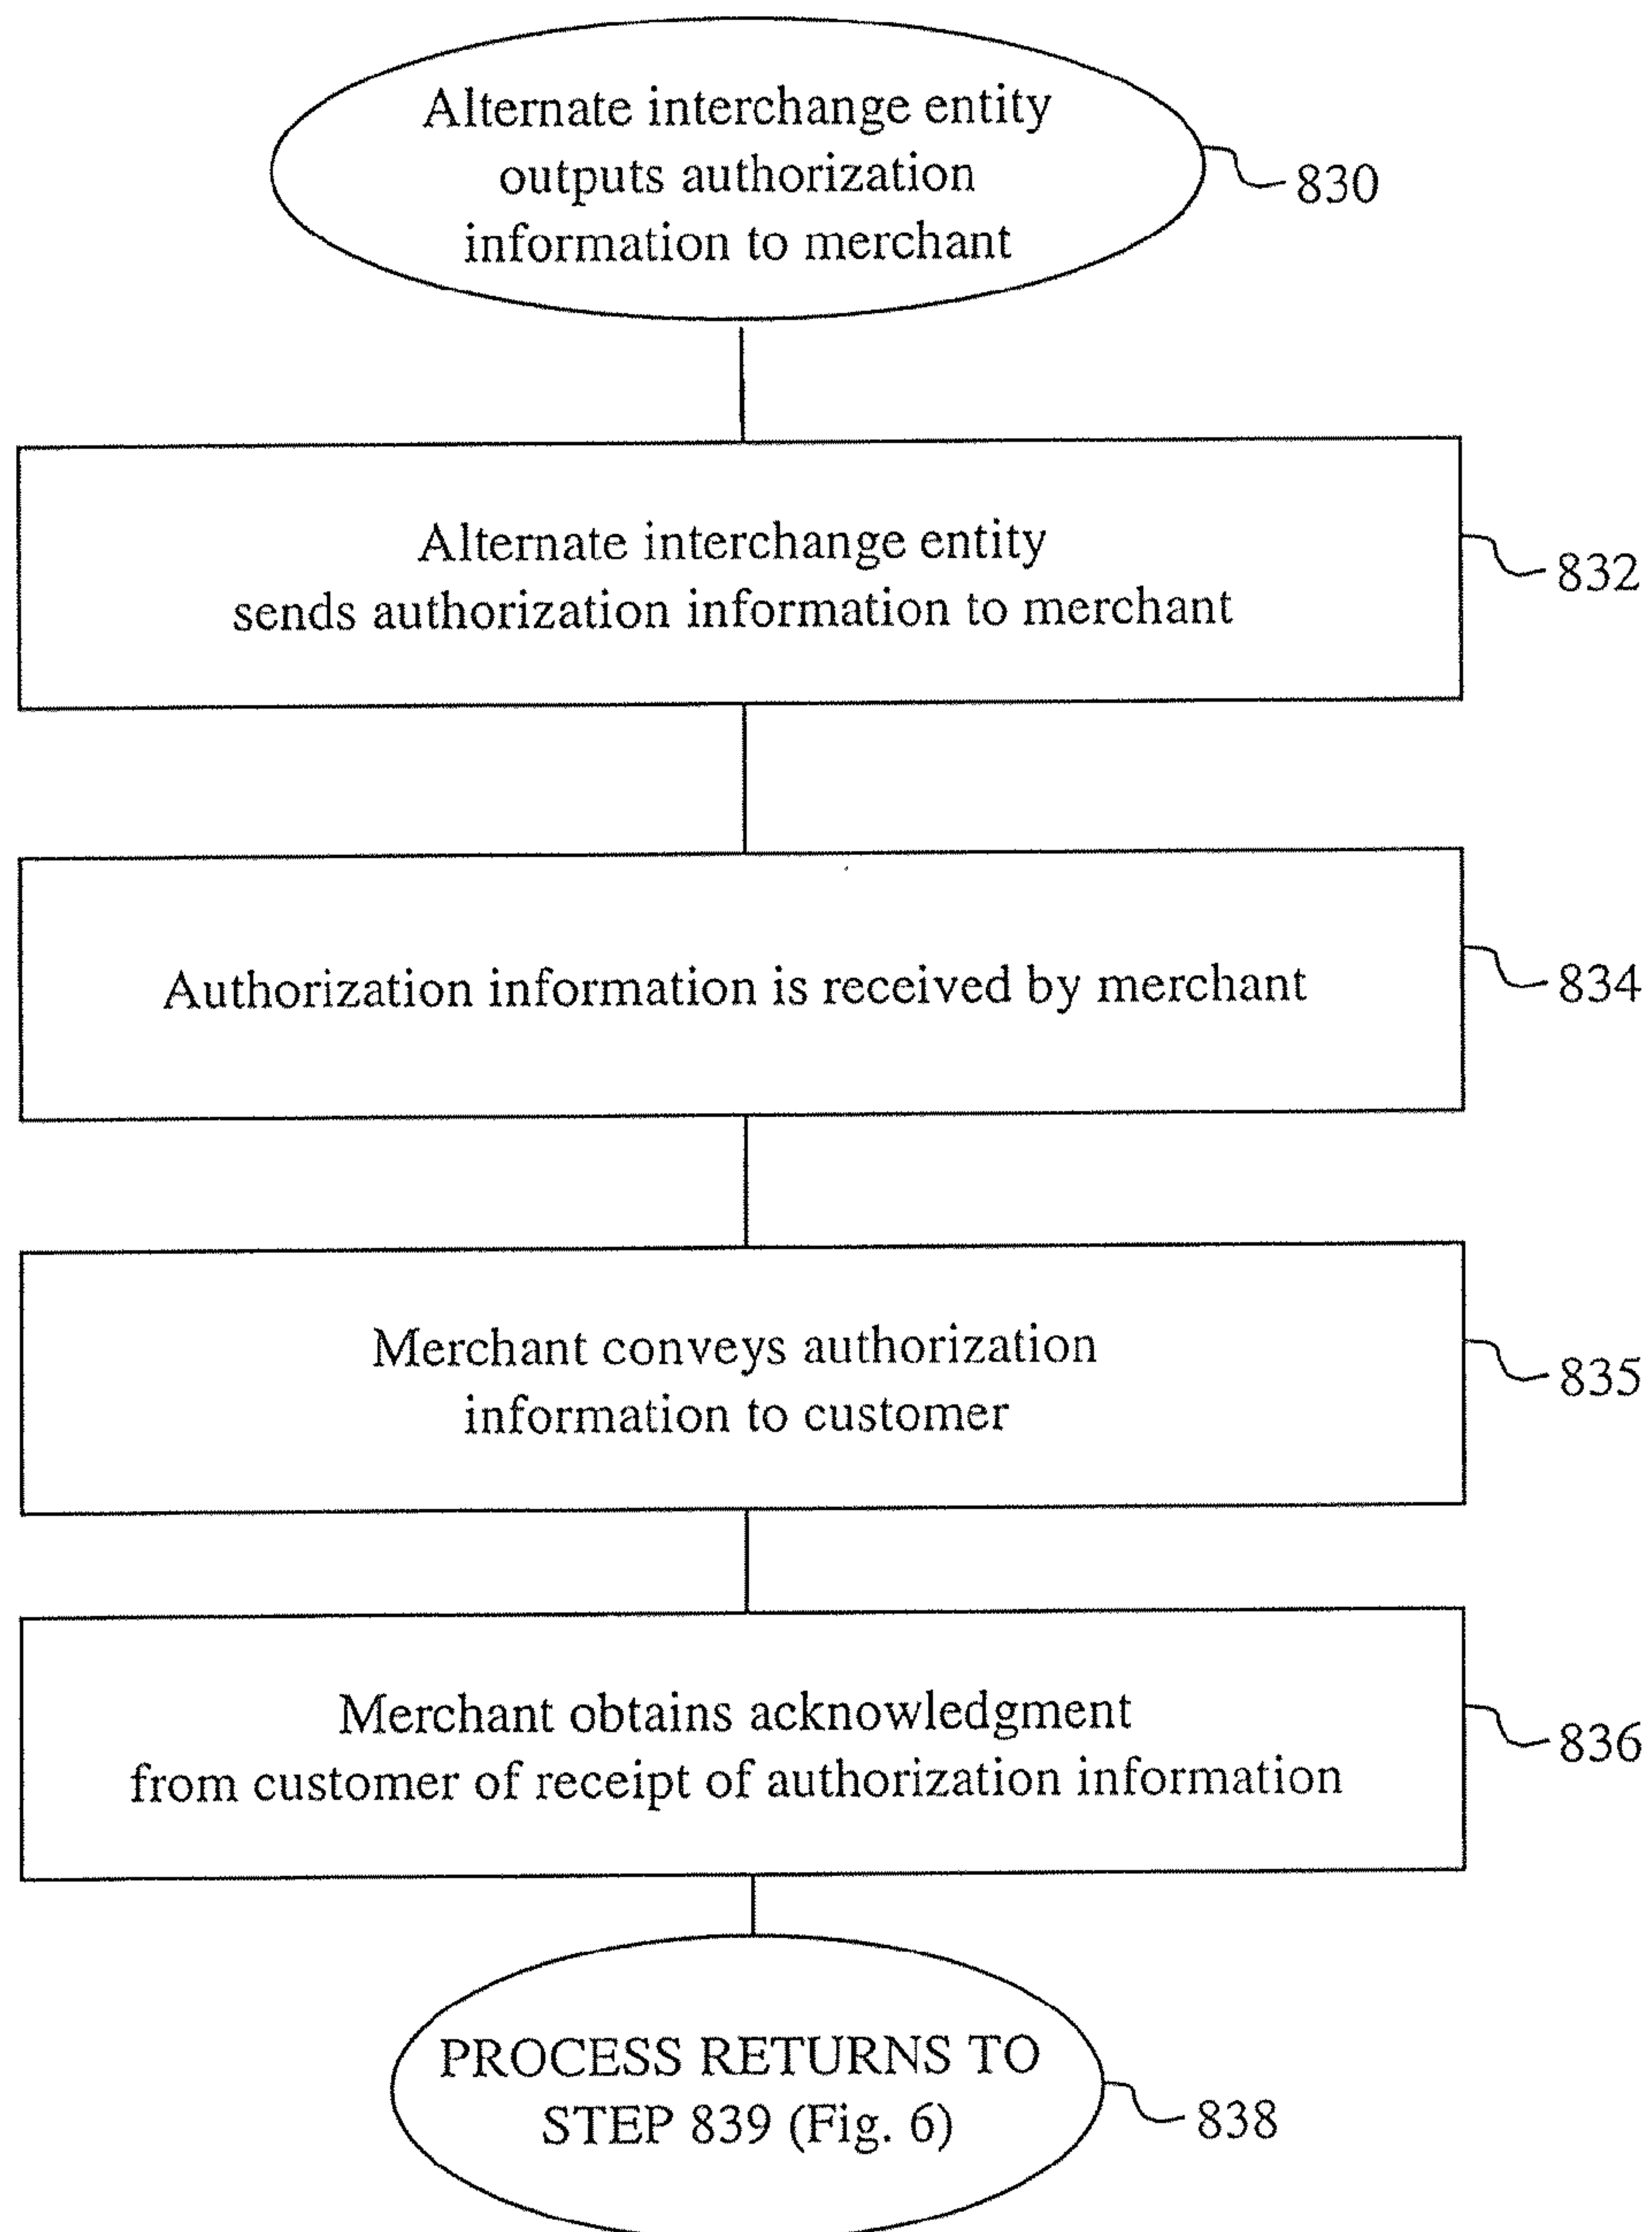 Alternate interchange entity
outputs authorization
information to merchant
830
Alternate interchange entity
sends authorization information to merchant
832
Authorization information is received by merchant
834
Merchant conveys authorization
information to customer
835
Merchant obtains acknowledgment
from customer of receipt of authorization information
836
PROCESS RETURNS TO
STEP 839 (Fig. 6)
838